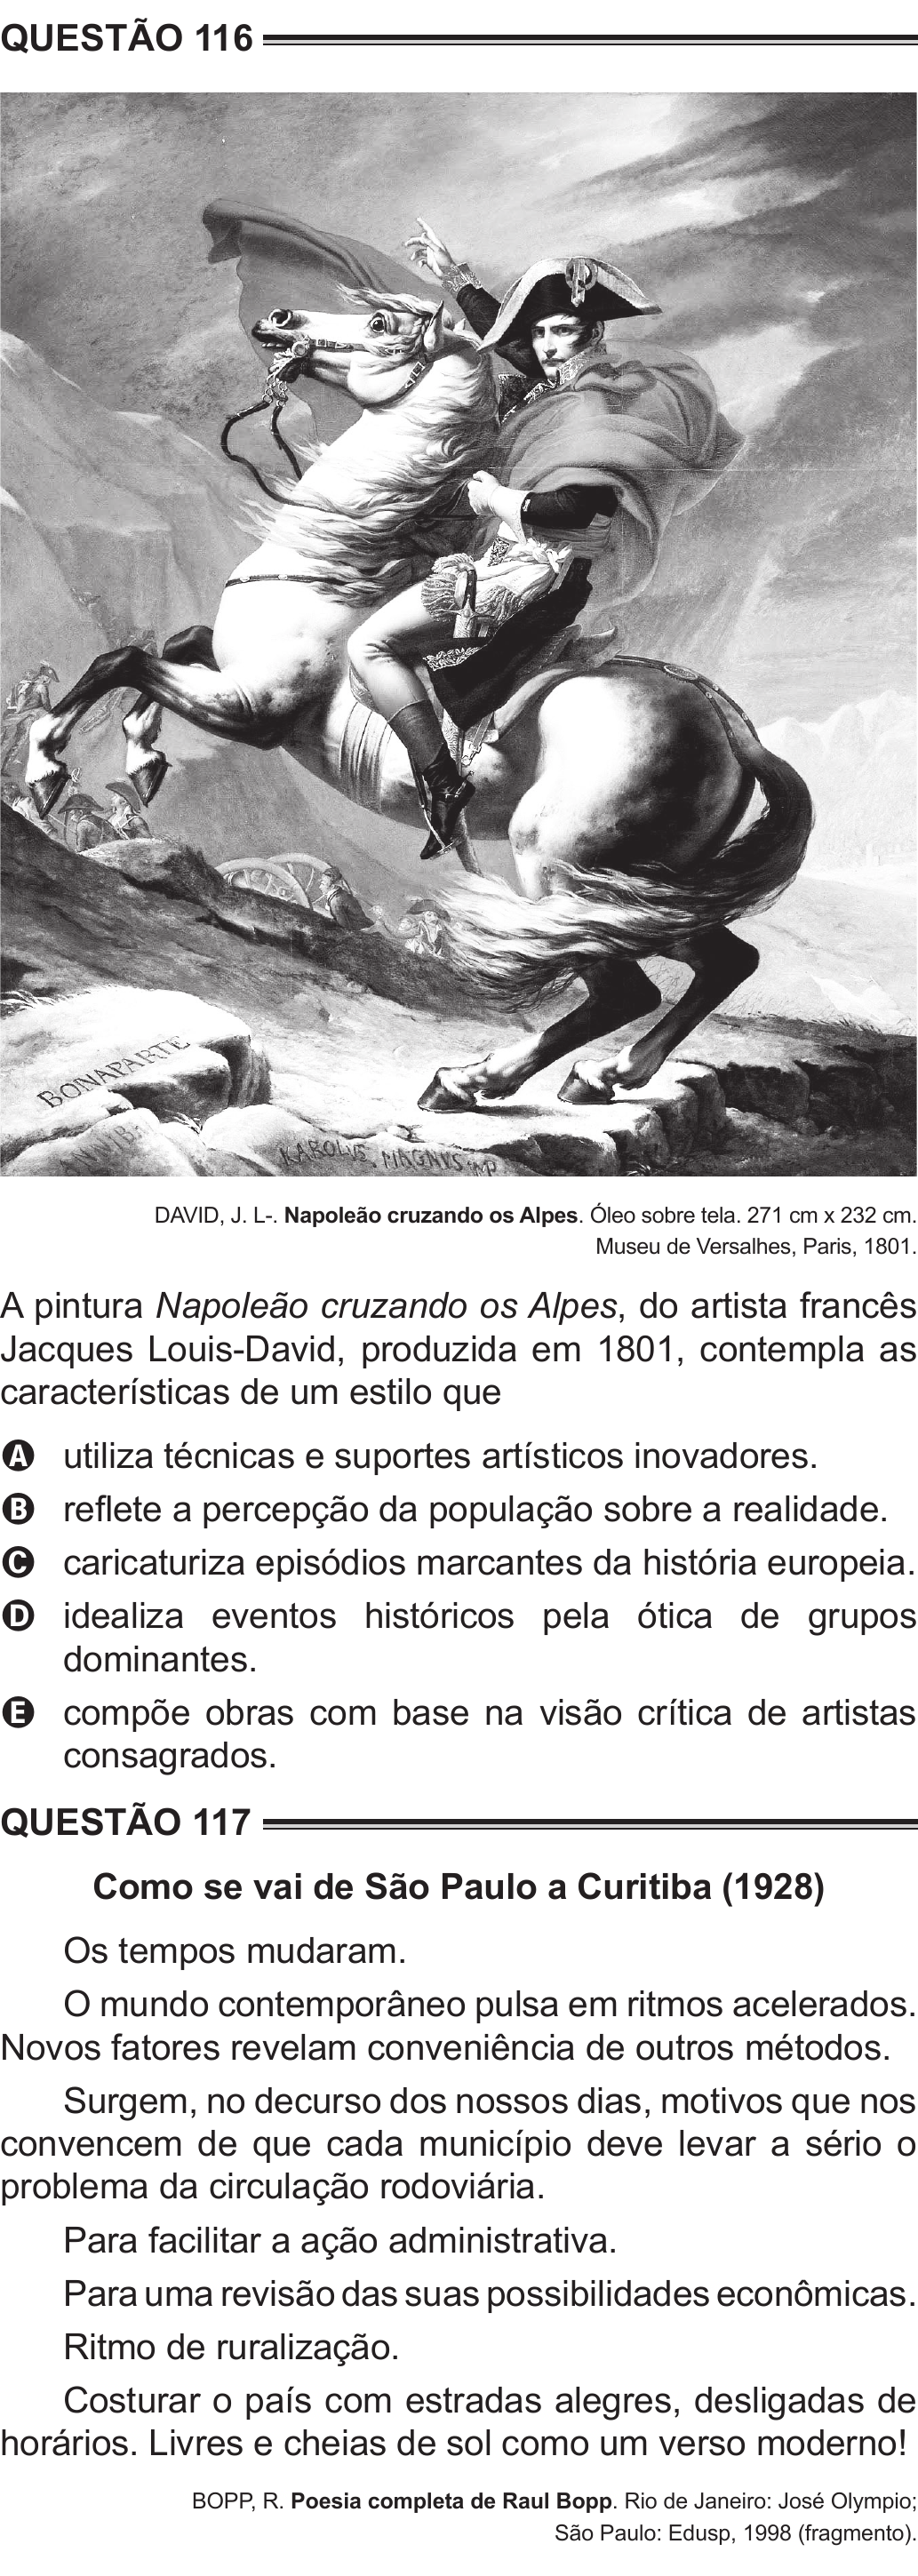 QUESTÃO 116
BONAPARTE
ANNIB
KAROLVS MAGNVS IMP
DAVID, J. L-. Napoleão cruzando os Alpes. Óleo sobre tela. 271 cm x 232 cm.
Museu de Versalhes, Paris, 1801.
A pintura Napoleão cruzando os Alpes, do artista francês
Jacques Louis-David, produzida em 1801, contempla as
características de um estilo que
A utiliza técnicas e suportes artísticos inovadores.
B reflete a percepção da população sobre a realidade.
C caricaturiza episódios marcantes da história europeia.
D idealiza eventos históricos pela ótica de grupos
dominantes.
E compõe obras com base na visão crítica de artistas
consagrados.
QUESTÃO 117
Como se vai de São Paulo a Curitiba (1928)
Os tempos mudaram.
O mundo contemporâneo pulsa em ritmos acelerados.
Novos fatores revelam conveniência de outros métodos.
Surgem, no decurso dos nossos dias, motivos que nos
convencem de que cada município deve levar a sério o
problema da circulação rodoviária.
Para facilitar a ação administrativa.
Para uma revisão das suas possibilidades econômicas.
Ritmo de ruralização.
Costurar o país com estradas alegres, desligadas de
horários. Livres e cheias de sol como um verso moderno!
BOPP, R. Poesia completa de Raul Bopp. Rio de Janeiro: José Olympio;
São Paulo: Edusp, 1998 (fragmento).